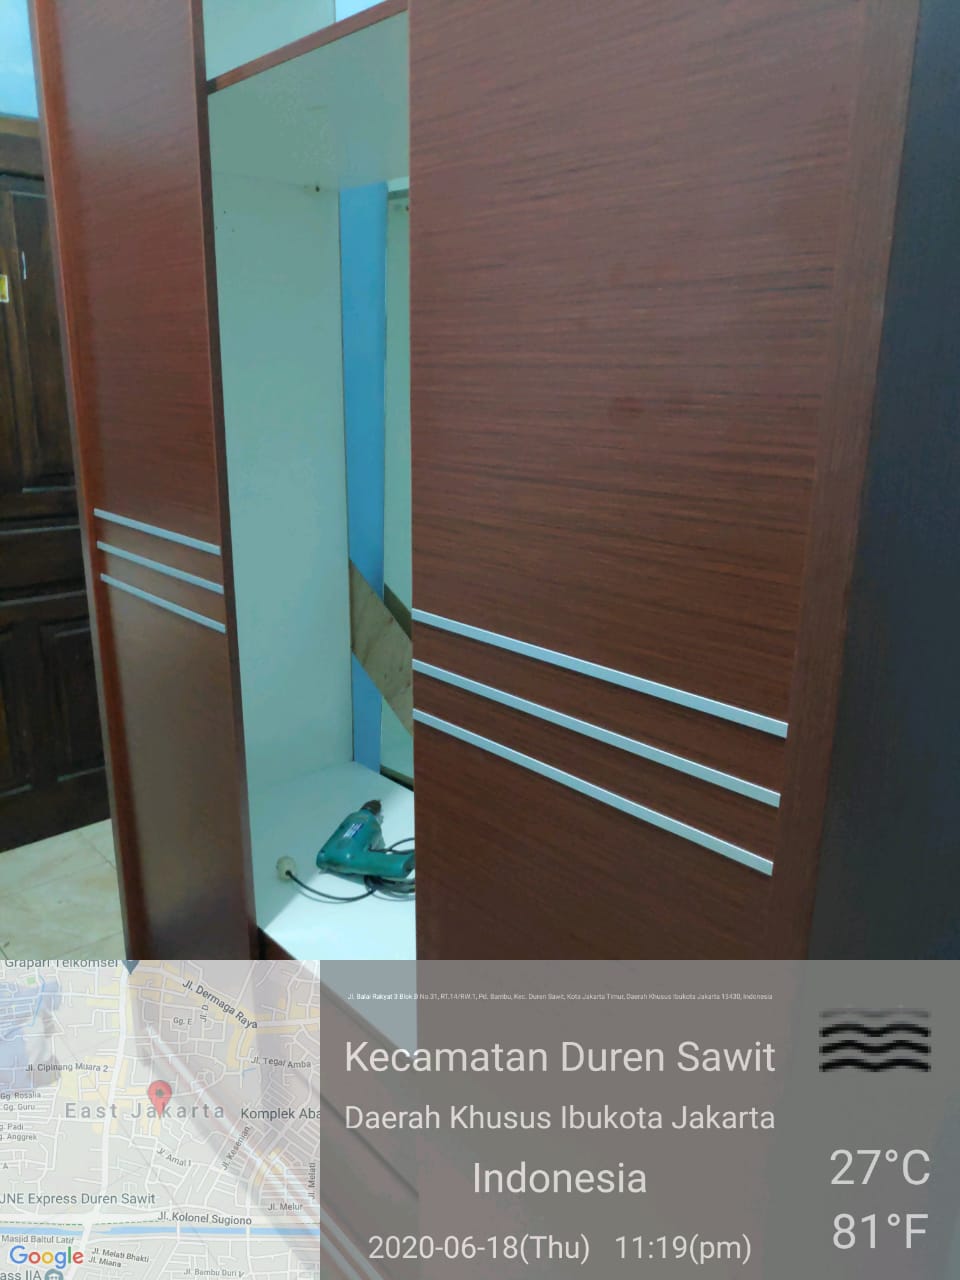 Grapari Telkomsel
Jl. Dermaga Raya
Jl. D
Gg. E
Jl. Tegal Amba
Jl. Cipinang Muara 2
Gg. Rosalia
Gg. Guru
East Jakarta
Komplek Aba
g. Padi
g. Anggrek
Jl. Kesenian
Jl. Melati
Jl. Melur
JNE Express Duren Sawit
Jl. Kolonel Sugiono
Masjid Baitul Latif
Google
Jl. Melati Bhakti
Jl. Miana
Jl. Bambu Duri V
Jl. Balai Rakyat 3 Blok B No.31, RT.14/RW.1, Pd. Bambu, Kec. Duren Sawit, Kota Jakarta Timur, Daerah Khusus Ibukota Jakarta 13430, Indonesia
Kecamatan Duren Sawit
Daerah Khusus Ibukota Jakarta
Indonesia
2020-06-18(Thu) 11:19(pm)
27°C
81°F